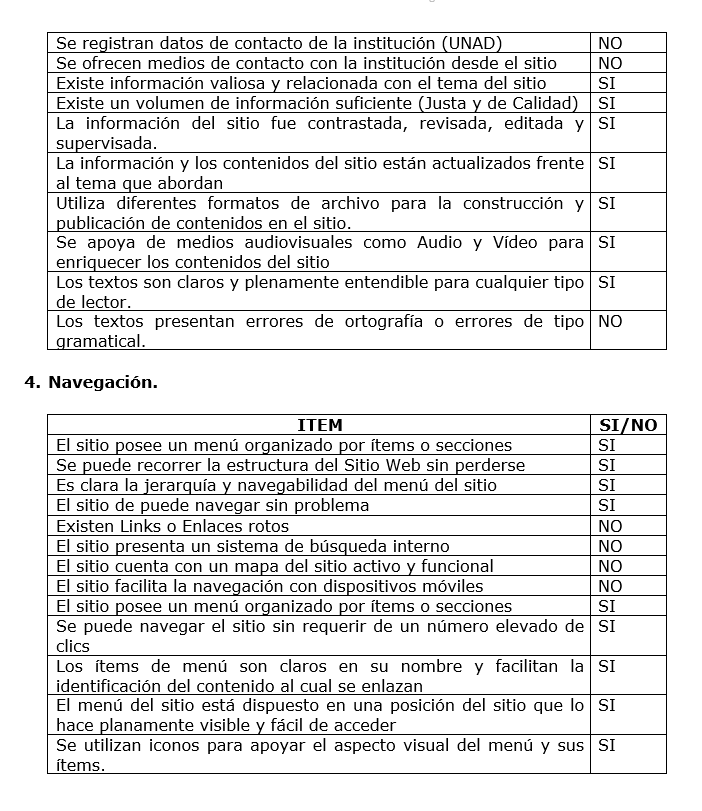 Se registran datos de contacto de la institución (UNAD) NO
Se ofrecen medios de contacto con la institución desde el sitio NO
Existe información valiosa y relacionada con el tema del sitio SI
Existe un volumen de información suficiente (Justa y de Calidad) SI
La información del sitio fue contrastada, revisada, editada y SI
supervisada.
La información y los contenidos del sitio están actualizados frente SI
al tema que abordan
Utiliza diferentes formatos de archivo para la construcción y SI
publicación de contenidos en el sitio.
Se apoya de medios audiovisuales como Audio y Vídeo para SI
enriquecer los contenidos del sitio
Los textos son claros y plenamente entendible para cualquier tipo SI
de lector.
Los textos presentan errores de ortografía o errores de tipo NO
gramatical.
4. Navegación.
ITEM SI/NO
El sitio posee un menú organizado por ítems o secciones SI
Se puede recorrer la estructura del Sitio Web sin perderse SI
Es clara la jerarquía y navegabilidad del menú del sitio SI
El sitio de puede navegar sin problema SI
Existen Links o Enlaces rotos NO
El sitio presenta un sistema de búsqueda interno NO
El sitio cuenta con un mapa del sitio activo y funcional NO
El sitio facilita la navegación con dispositivos móviles NO
El sitio posee un menú organizado por ítems o secciones SI
Se puede navegar el sitio sin requerir de un número elevado de SI
clics
Los ítems de menú son claros en su nombre y facilitan la SI
identificación del contenido al cual se enlazan
El menú del sitio está dispuesto en una posición del sitio que lo SI
hace planamente visible y fácil de acceder
Se utilizan iconos para apoyar el aspecto visual del menú y sus SI
ítems.